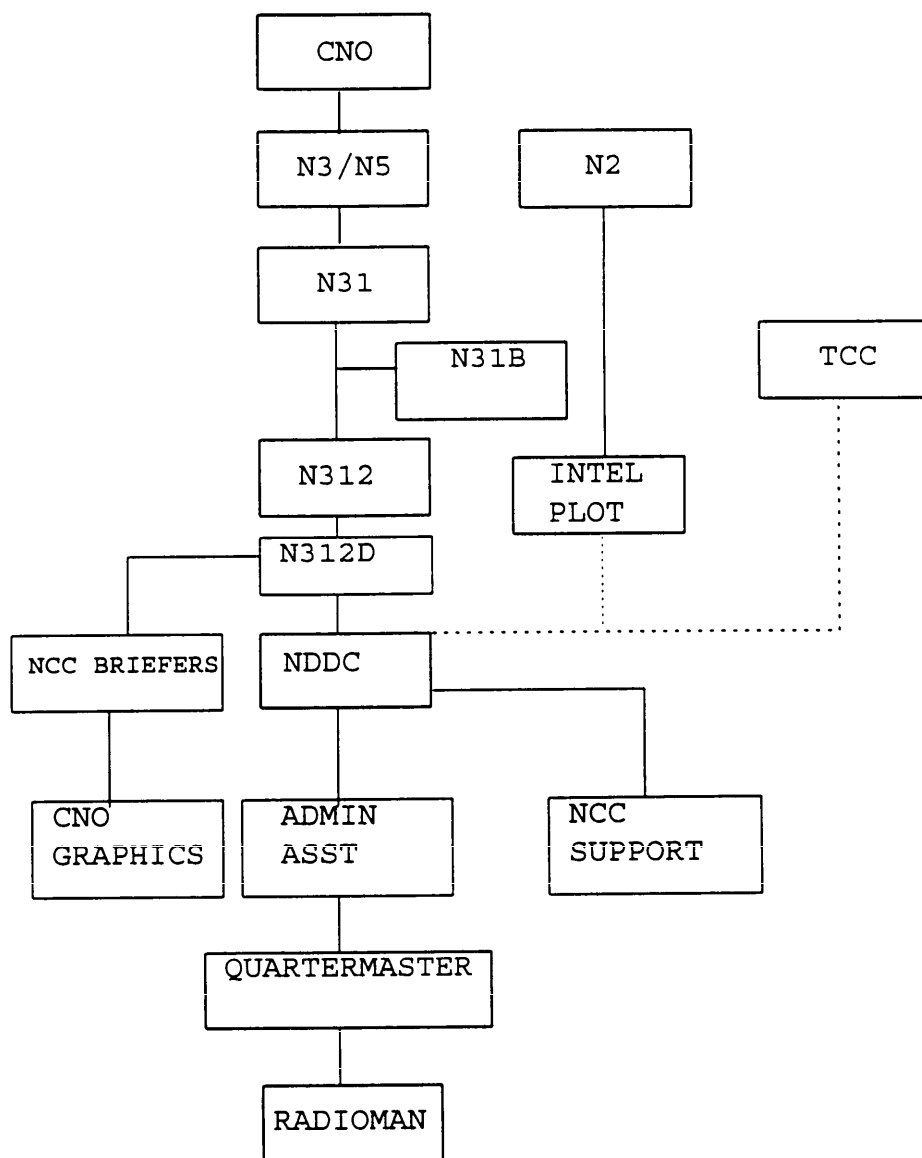 CNO
N3/N5
N2
N31
N31B
TCC
N312
INTEL
PLOT
N312D
NCC BRIEFERS
NDDC
CNO
GRAPHICS
ADMIN
ASST
NCC
SUPPORT
QUARTERMASTER
RADIOMAN